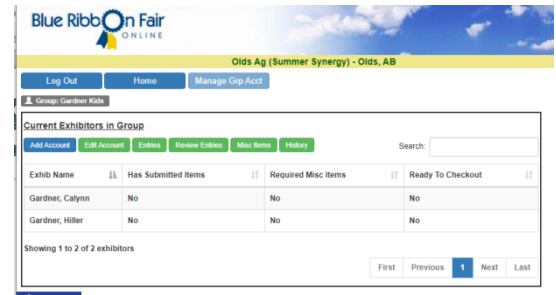 Blue Ribbon Fair
ONLINE
Olds Ag (Summer Synergy) - Olds, AB
Log Out Home Manage Grp Acct
Group: Gardner Kids
Current Exhibitors in Group
Add Account Edit Account Entries Review Entries Misc Items History Search:
Exhib Name Has Submitted Items Required Misc Items Ready To Checkout
Gardner, Calynn No No No
Gardner, Hiller No No No
Showing 1 to 2 of 2 exhibitors
First Previous 1 Next Last